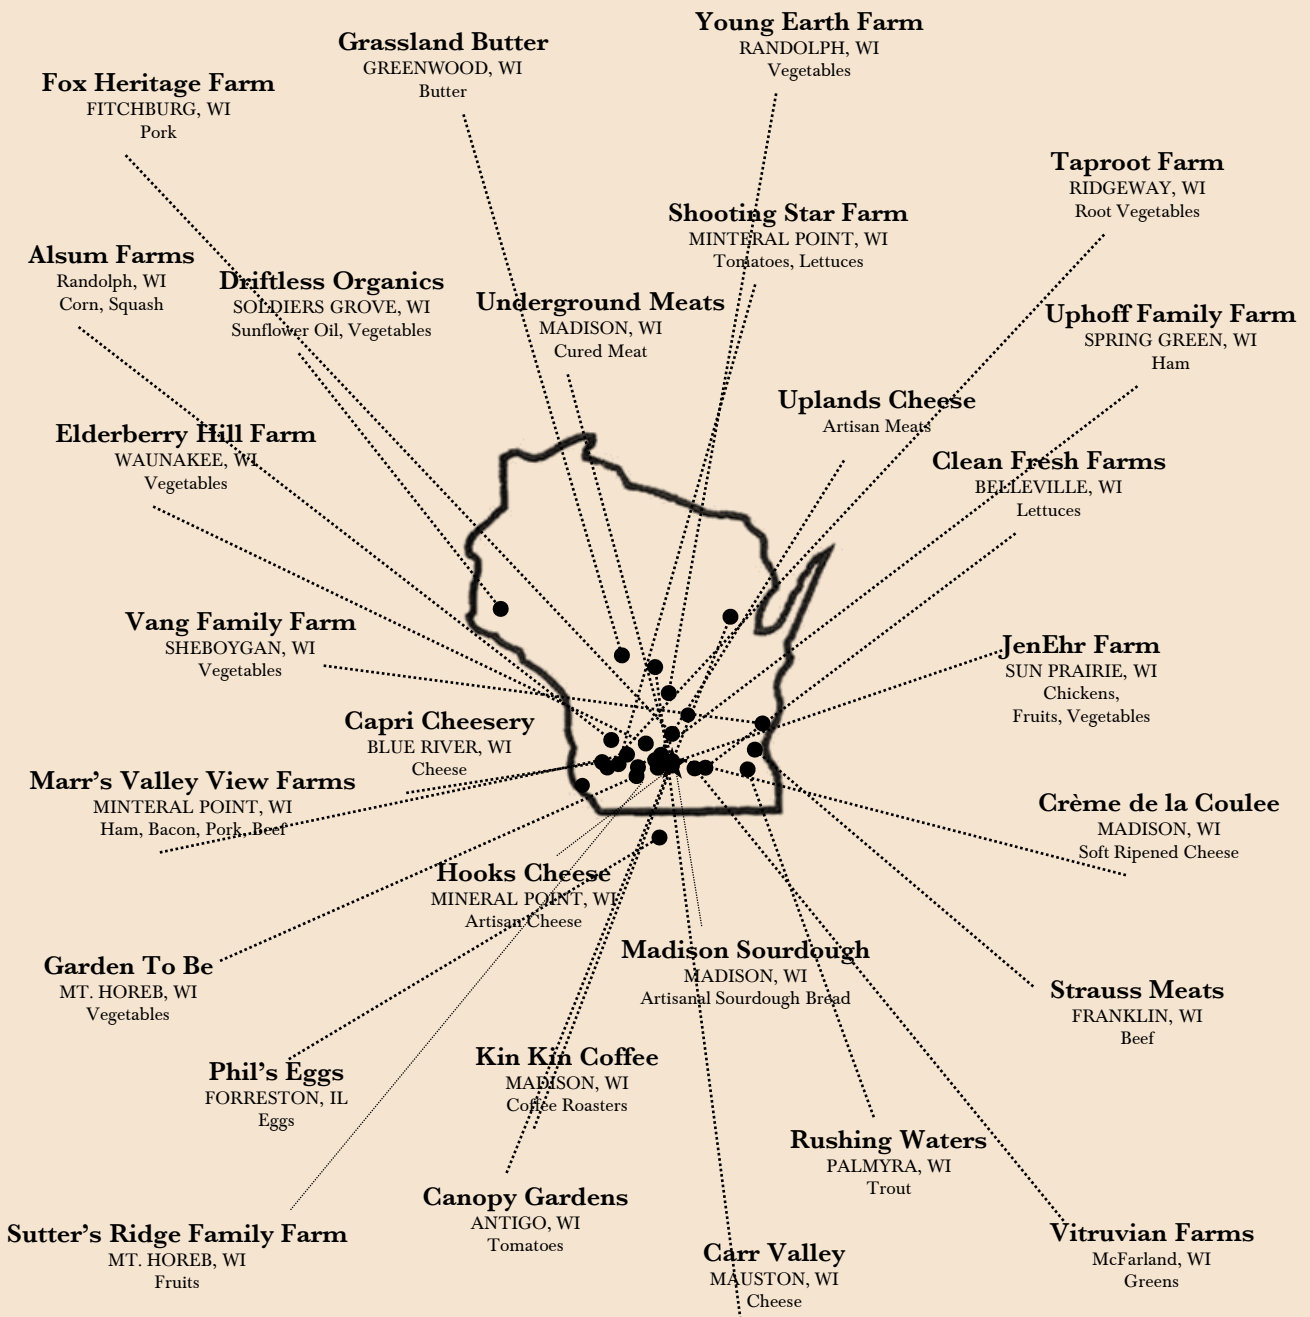 Young Earth Farm
RANDOLPH, WI
Vegetables
Grassland Butter
GREENWOOD, WI
Butter
Fox Heritage Farm
FITCHBURG, WI
Pork
Taproot Farm
RIDGEWAY, WI
Root Vegetables
Shooting Star Farm
MINTERAL POINT, WI
Tomatoes, Lettuces
Alsum Farms
Randolph, WI
Corn, Squash
Driftless Organics
SOLDIERS GROVE, WI
Sunflower Oil, Vegetables
Underground Meats
MADISON, WI
Cured Meat
Uphoff Family Farm
SPRING GREEN, WI
Ham
Uplands Cheese
Artisan Meats
Elderberry Hill Farm
WAUNAKEE, WI
Vegetables
Clean Fresh Farms
BELLEVILLE, WI
Lettuces
Vang Family Farm
SHEBOYGAN, WI
Vegetables
JenEhr Farm
SUN PRAIRIE, WI
Chickens,
Fruits, Vegetables
Capri Cheesery
BLUE RIVER, WI
Cheese
Marr's Valley View Farms
MINTERAL POINT, WI
Ham, Bacon, Pork, Beef
Crème de la Coulee
MADISON, WI
Soft Ripened Cheese
Hooks Cheese
MINERAL POINT, WI
Artisan Cheese
Madison Sourdough
MADISON, WI
Artisanal Sourdough Bread
Garden To Be
MT. HOREB, WI
Vegetables
Strauss Meats
FRANKLIN, WI
Beef
Phil's Eggs
FORRESTON, IL
Eggs
Kin Kin Coffee
MADISON, WI
Coffee Roasters
Rushing Waters
PALMYRA, WI
Trout
Canopy Gardens
ANTIGO, WI
Tomatoes
Sutter's Ridge Family Farm
MT. HOREB, WI
Fruits
Carr Valley
MAUSTON, WI
Cheese
Vitruvian Farms
McFarland, WI
Greens